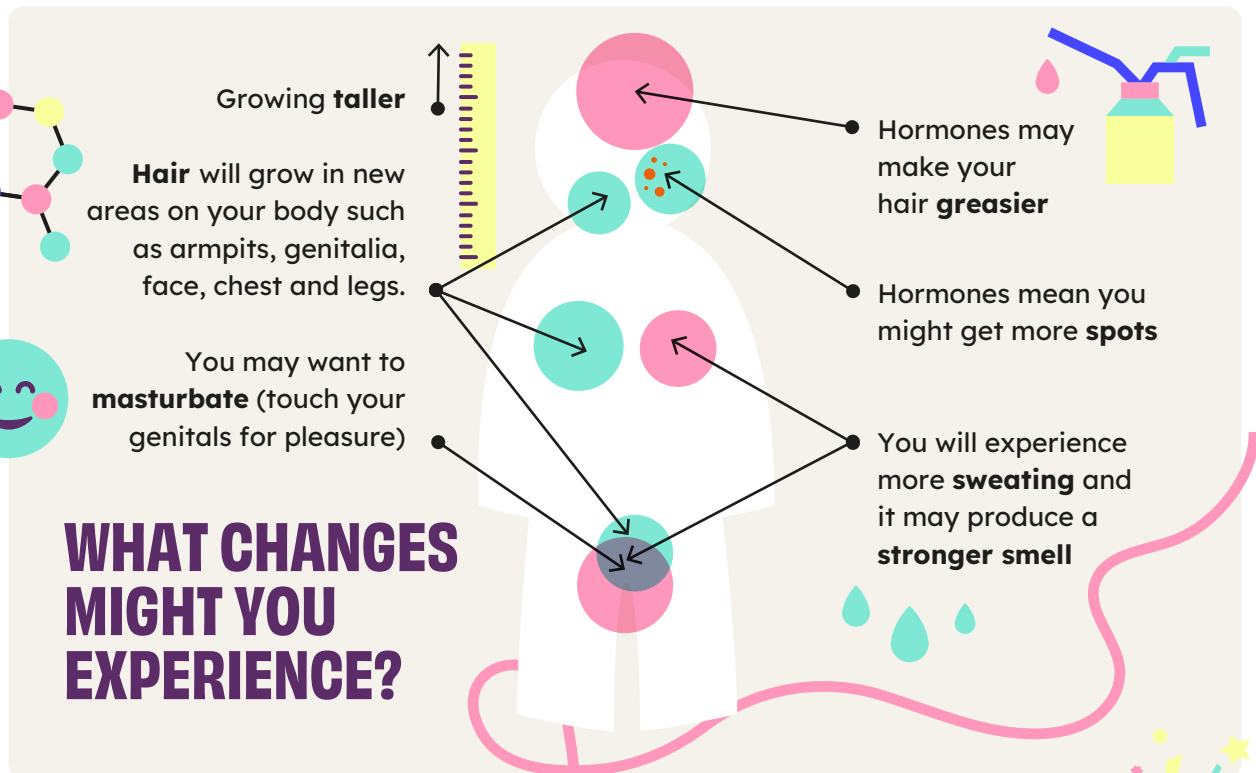 Growing taller
Hair will grow in new
areas on your body such
as armpits, genitalia,
face, chest and legs.
You may want to
masturbate (touch your
genitals for pleasure)
WHAT CHANGES
MIGHT YOU
EXPERIENCE?
Hormones may
make your
hair greasier
Hormones mean you
might get more spots
You will experience
more sweating and
it may produce a
stronger smell